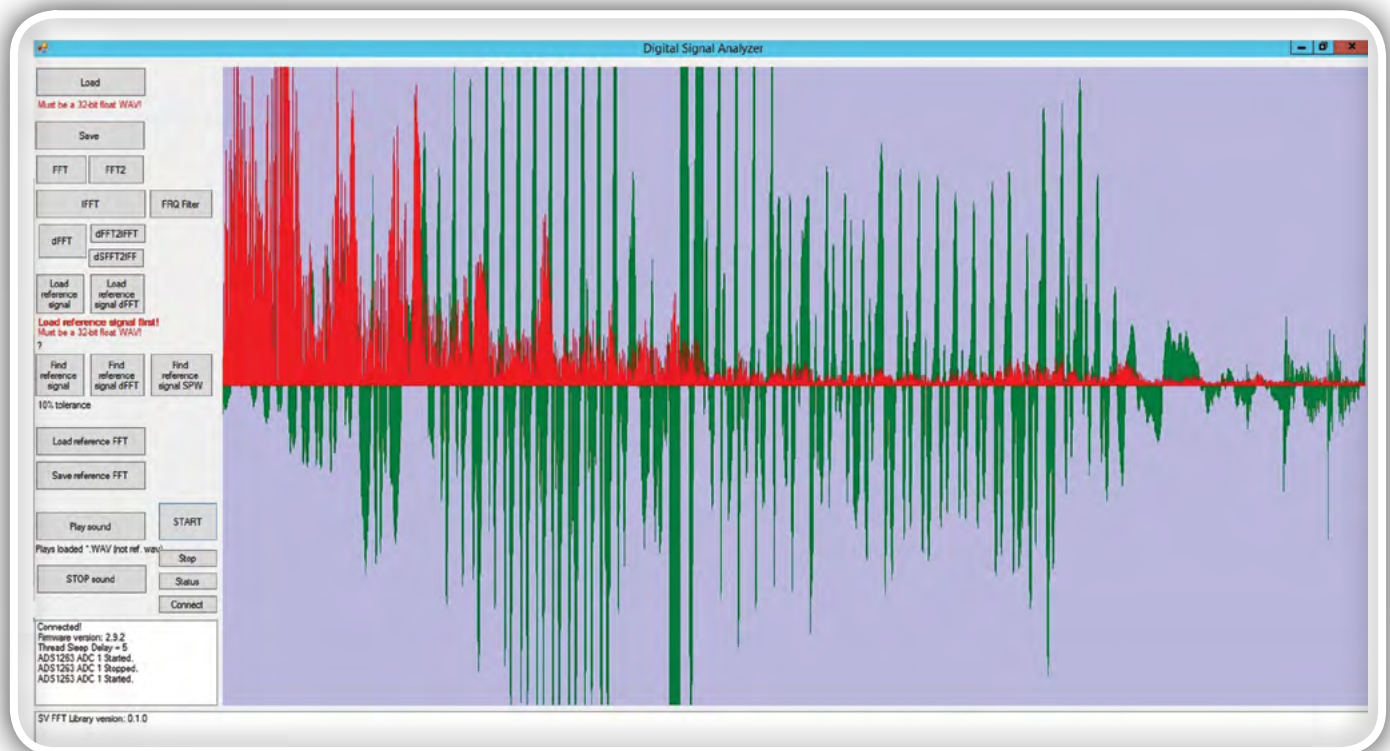 Digital Signal Analyzer
Load
Must be a 32-bit float WAV!
Save
FFT
FFT2
IFFT
FRQ Filter
dFFT
dFFT2IFFT
dSFFT2IFF
Load
reference
signal
Load
reference
signal dFFT
Load reference signal first!
Must be a 32-bit float WAV!
?
Find
reference
signal
Find
reference
signal dFFT
Find
reference
signal SPW
10% tolerance
Load reference FFT
Save reference FFT
Play sound
START
Plays loaded *.WAV (not ref. wav)
Stop
STOP sound
Status
Connect
Connected!
Firmware version: 2.9.2
Thread Sleep Delay = 5
ADS1263 ADC 1 Started.
ADS1263 ADC 1 Stopped.
ADS1263 ADC 1 Started.
SV FFT Library version: 0.1.0